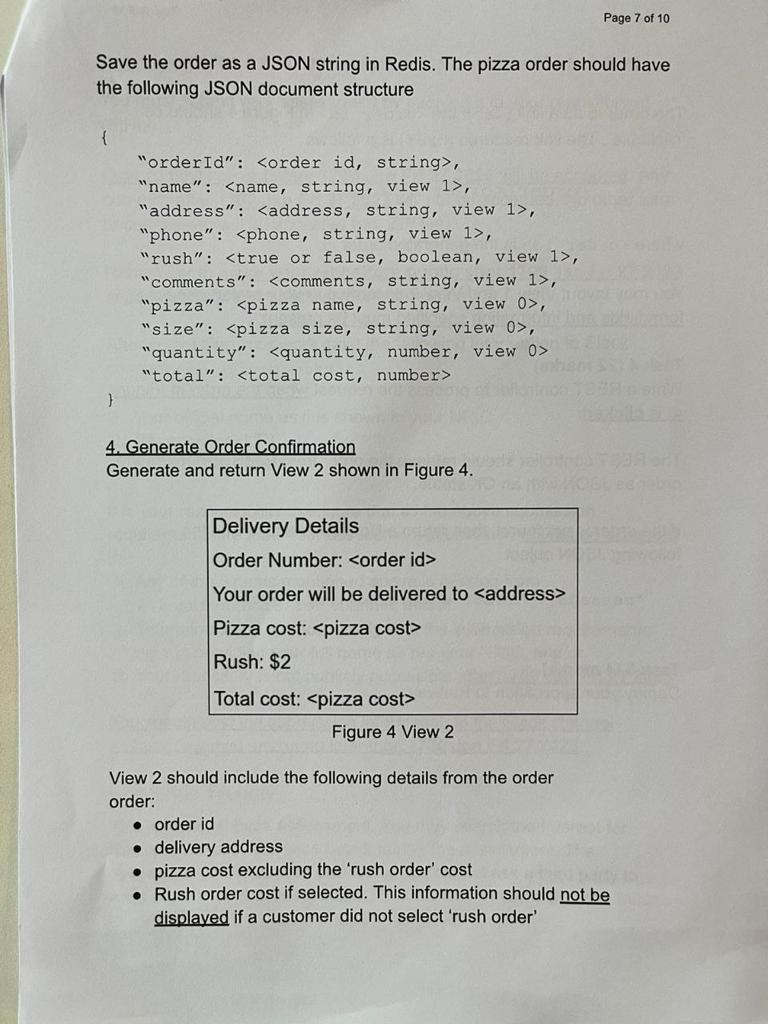 Page 7 of 10
Save the order as a JSON string in Redis. The pizza order should have
the following JSON document structure
{
"orderId": <order id, string>,
"name": <name, string, view 1>,
"address": <address, string, view 1>,
"phone": <phone, string, view 1>,
"rush": <true or false, boolean, view 1>,
"comments": <comments, string, view 1>,
"pizza": <pizza name, string, view 0>,
"size": <pizza size, string, view 0>,
"quantity": <quantity, number, view 0>
"total": <total cost, number>
}
4. Generate Order Confirmation
Generate and return View 2 shown in Figure 4.
Delivery Details
Order Number: <order id>
Your order will be delivered to <address>
Pizza cost: <pizza cost>
Rush: $2
Total cost: <pizza cost>
Figure 4 View 2
View 2 should include the following details from the order
order:
● order id
● delivery address
● pizza cost excluding the 'rush order' cost
● Rush order cost if selected. This information should not be
displayed if a customer did not select 'rush order'